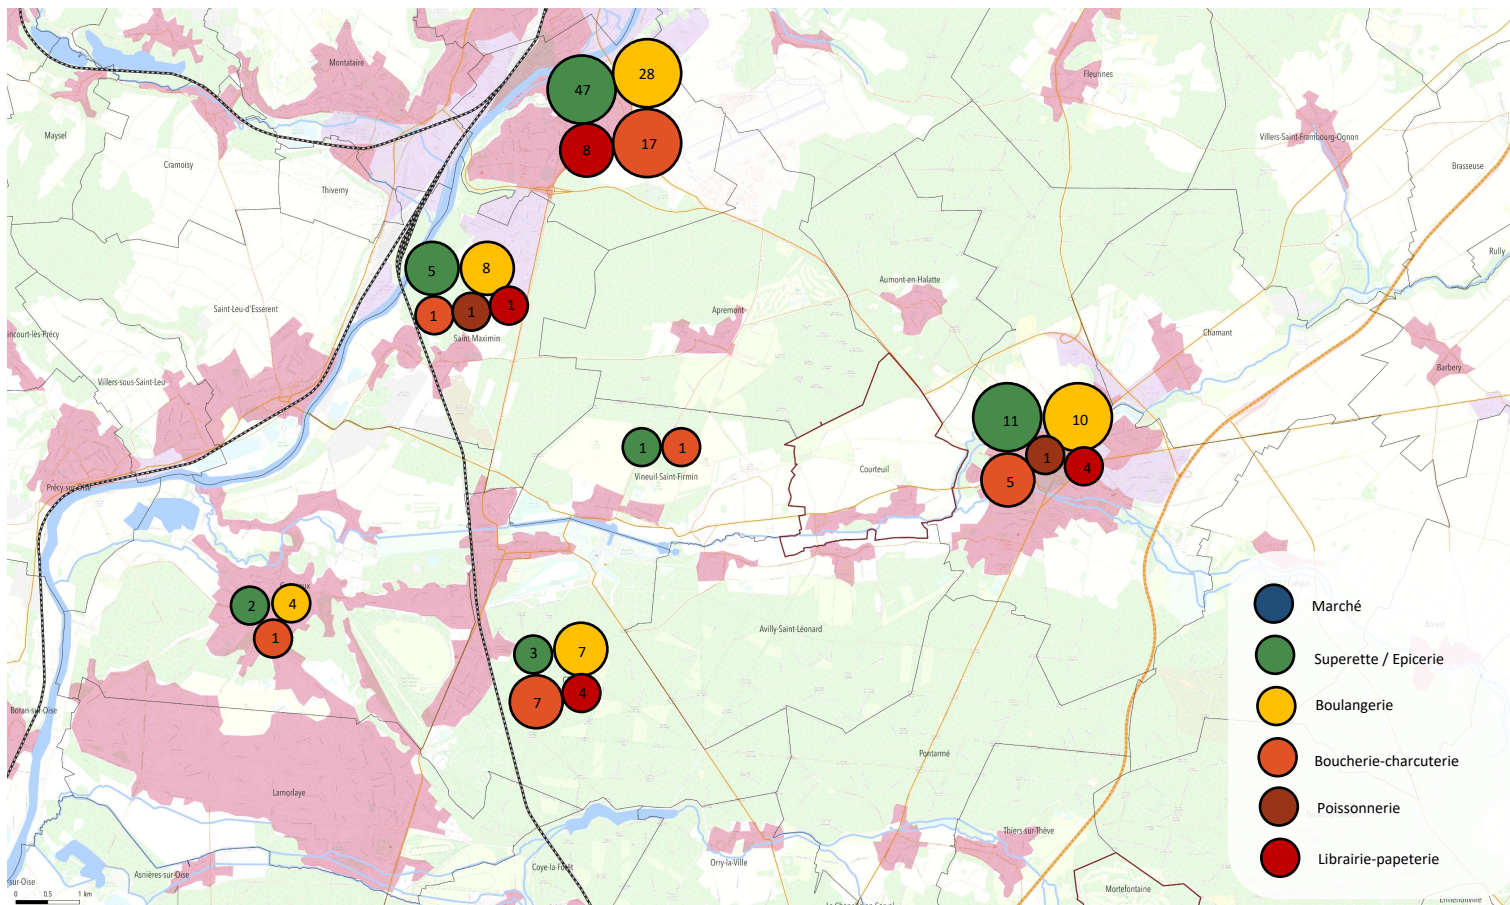 Montataire
28
Fleurines
47
Maysel
Villers-Saint-Frambourg-Ognon
8
17
Cramoisy
Brasseuse
Thiverny
Rully
5
8
Aumont-en-Halatte
Saint-Leu-d'Esserent
1
1
1
Apremont
incourt-lès-Précy
Saint Maximin
Chamant
Barbery
Villers-sous-Saint-Leu
11
10
1
1
1
4
Courteuil
Vineuil-Saint-Firmin
5
Précy-sur-Oise
2
4
Marché
1
Avilly-Saint-Léonard
3
7
Superette / Epicerie
4
7
Boulangerie
Boran-sur-Oise
Pontarmé
Boucherie-charcuterie
Lamorlaye
Poissonnerie
Thiers-sur-Thève
Orry-la-Ville
Librairie-papeterie
Coye-la-Forêt
Asnières-sur-Oise
-sur-Oise
Mortefontaine
0 0.5 1 km